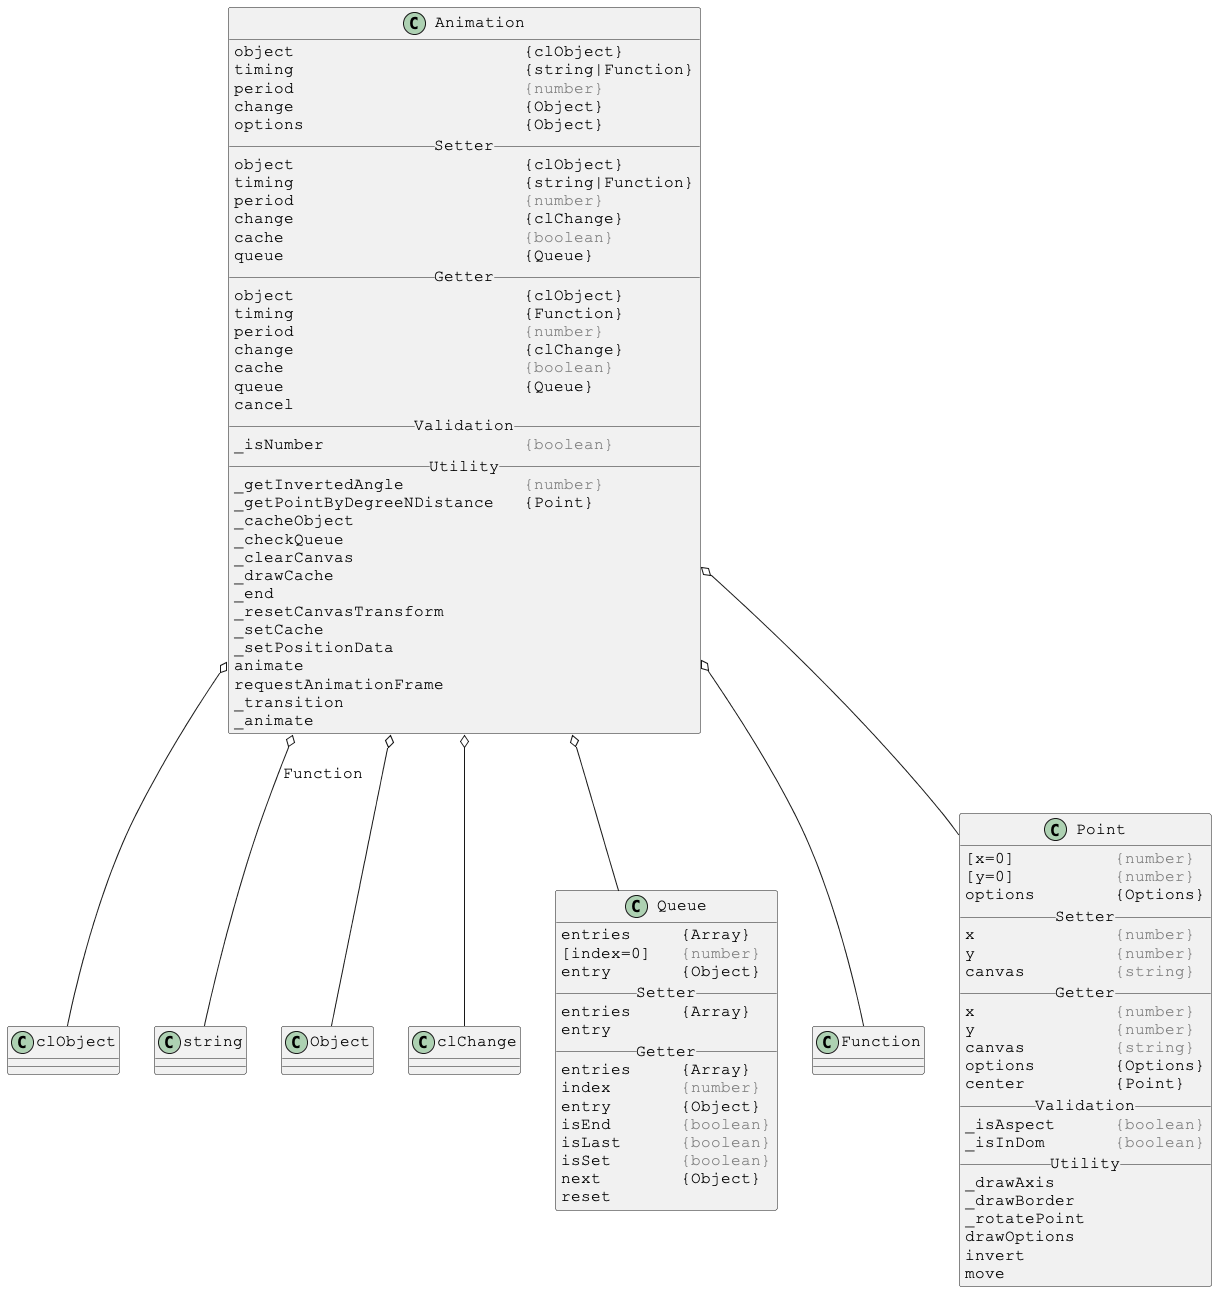 C Animation
object {clObject}
timing {string|Function}
period {number}
change {Object}
options {Object}
Setter
object {clObject}
timing {string|Function}
period {number}
change {clChange}
cache {boolean}
queue {Queue}
Getter
object {clObject}
timing {Function}
period {number}
change {clChange}
cache {boolean}
queue {Queue}
cancel
Validation
_isNumber {boolean}
Utility
_getInvertedAngle {number}
_getPointByDegreeNDistance {Point}
_cacheObject
_checkQueue
_clearCanvas
_drawCache
_end
_resetCanvasTransform
_setCache
_setPositionData
animate
requestAnimationFrame
_transition
_animate
Function
C clObject
C string
C Object
C clChange
C Queue
entries {Array}
[index=0] {number}
entry {Object}
Setter
entries {Array}
entry
Getter
entries {Array}
index {number}
entry {Object}
isEnd {boolean}
isLast {boolean}
isSet {boolean}
next {Object}
reset
C Function
C Point
[x=0] {number}
[y=0] {number}
options {Options}
Setter
x {number}
y {number}
canvas {string}
Getter
x {number}
y {number}
canvas {string}
options {Options}
center {Point}
Validation
_isAspect {boolean}
_isInDom {boolean}
Utility
_drawAxis
_drawBorder
_rotatePoint
drawOptions
invert
move